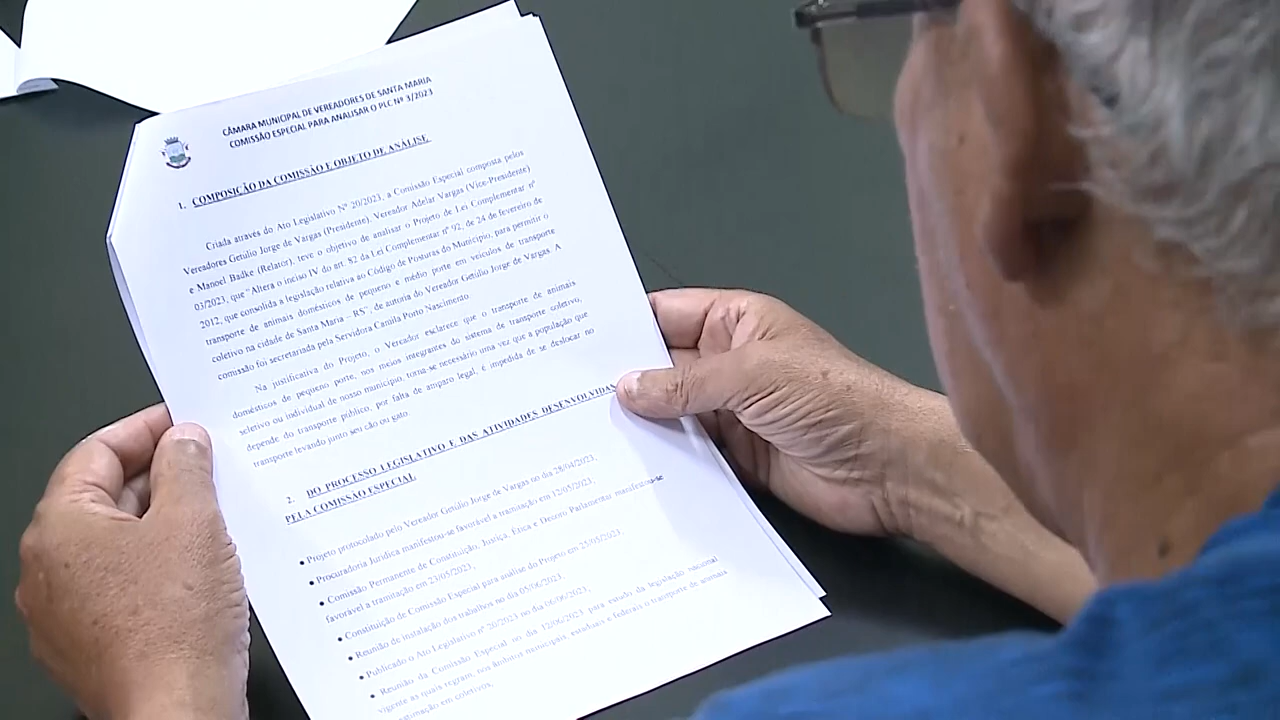 CÂMARA MUNICIPAL DE VEREADORES DE SANTA MARIA
COMISSÃO ESPECIAL PARA ANALISAR O PLC Nº 3/2023
1. COMPOSIÇÃO DA COMISSÃO E OBJETO DE ANÁLISE
Criada através do Ato Legislativo Nº 20/2023, a Comissão Especial composta pelos
Vereadores Getúlio Jorge de Vargas (Presidente), Vereador Adelar Vargas (Vice-Presidente)
e Manoel Badke (Relator), teve o objetivo de analisar o Projeto de Lei Complementar nº
03/2023, que "Altera o inciso IV do art. 82 da Lei Complementar nº 92, de 24 de fevereiro de
2012, que consolida a legislação relativa ao Código de Posturas do Município, para permitir o
transporte de animais domésticos de pequeno e médio porte em veículos de transporte
coletivo na cidade de Santa Maria – RS", de autoria do Vereador Getúlio Jorge de Vargas. A
comissão foi secretariada pela Servidora Camila Porto Nascimento.
Na justificativa do Projeto, o Vereador esclarece que o transporte de animais
domésticos de pequeno porte, nos meios integrantes do sistema de transporte coletivo,
seletivo ou individual de nosso município, torna-se necessário uma vez que a população que
depende do transporte público, por falta de amparo legal, é impedida de se deslocar no
transporte levando junto seu cão ou gato.
2. DO PROCESSO LEGISLATIVO E DAS ATIVIDADES DESENVOLVIDAS
PELA COMISSÃO ESPECIAL
• Projeto protocolado pelo Vereador Getúlio Jorge de Vargas no dia 28/04/2023;
• Procuradoria Jurídica manifestou-se favorável a tramitação em 12/05/2023;
• Comissão Permanente de Constituição, Justiça, Ética e Decoro Parlamentar manifestou-se
favorável a tramitação em 23/05/2023;
• Constituição de Comissão Especial para análise do Projeto em 25/05/2023;
• Reunião de instalação dos trabalhos no dia 05/06/2023;
• Publicado o Ato Legislativo nº 20/2023 no dia 06/06/2023;
• Reunião da Comissão Especial no dia 12/06/2023 para estudo da legislação nacional
vigente as quais regram, nos âmbitos municipais, estaduais e federais o transporte de animais
estimação em coletivos;